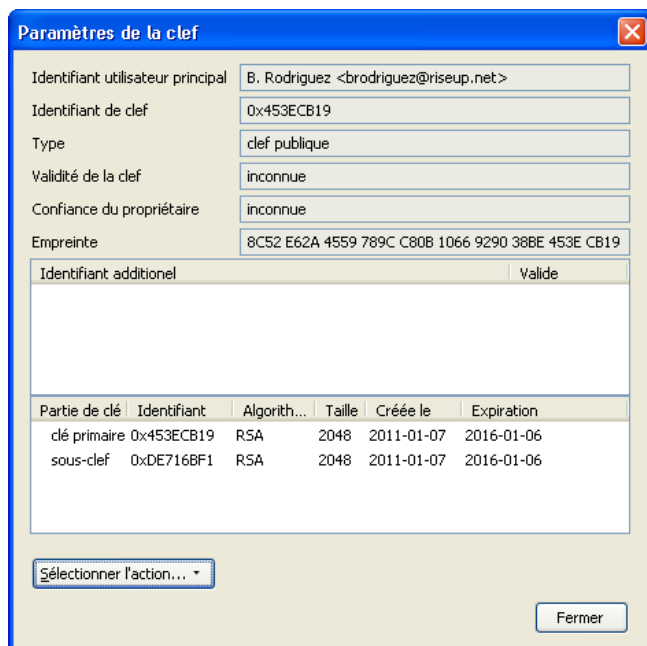 Paramètres de la clef
Identifiant utilisateur principal B. Rodriguez <brodriguez@riseup.net>
Identifiant de clef 0x453ECB19
Type clef publique
Validité de la clef inconnue
Confiance du propriétaire inconnue
Empreinte 8C52 E62A 4559 789C C80B 1066 9290 38BE 453E CB19
Identifiant additionel Valide
Partie de clé Identifiant Algorith... Taille Créée le Expiration
clé primaire 0x453ECB19 RSA 2048 2011-01-07 2016-01-06
sous-clef 0xDE716BF1 RSA 2048 2011-01-07 2016-01-06
Sélectionner l'action...
Fermer